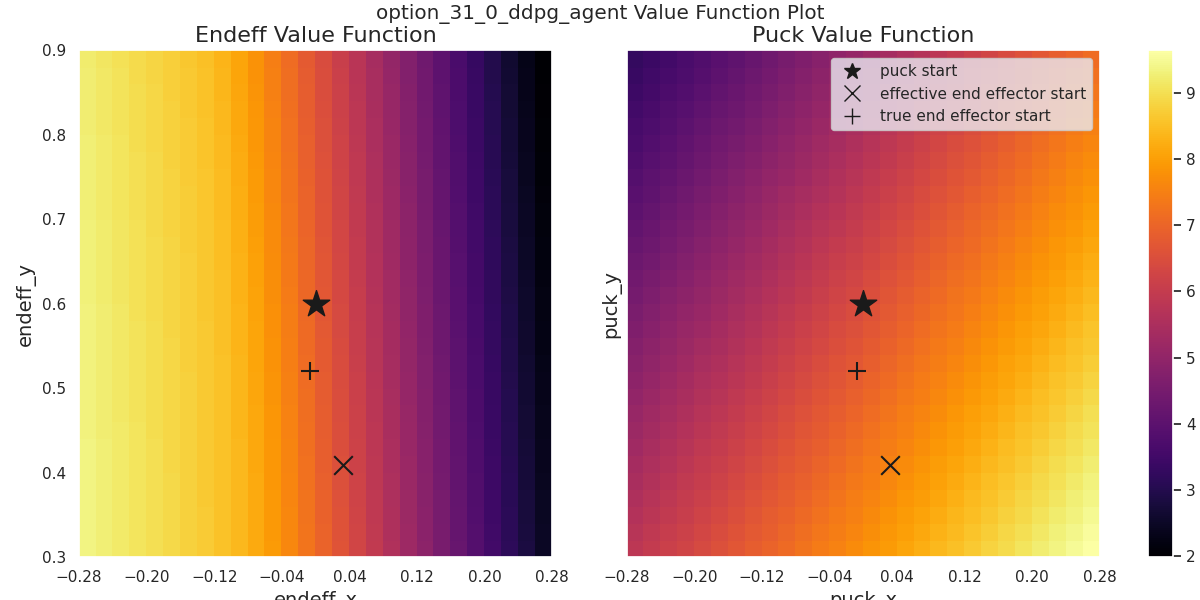 option_31_0_ddpg_agent Value Function Plot
Endeff Value Function
Puck Value Function
puck start
effective end effector start
true end effector start
endeff_y
0.9
0.8
0.7
0.6
0.5
0.4
0.3
−0.28 −0.20 −0.12 −0.04 0.04 0.12 0.20 0.28
endeff_x
puck_y
−0.28 −0.20 −0.12 −0.04 0.04 0.12 0.20 0.28
puck_x
9
8
7
6
5
4
3
2